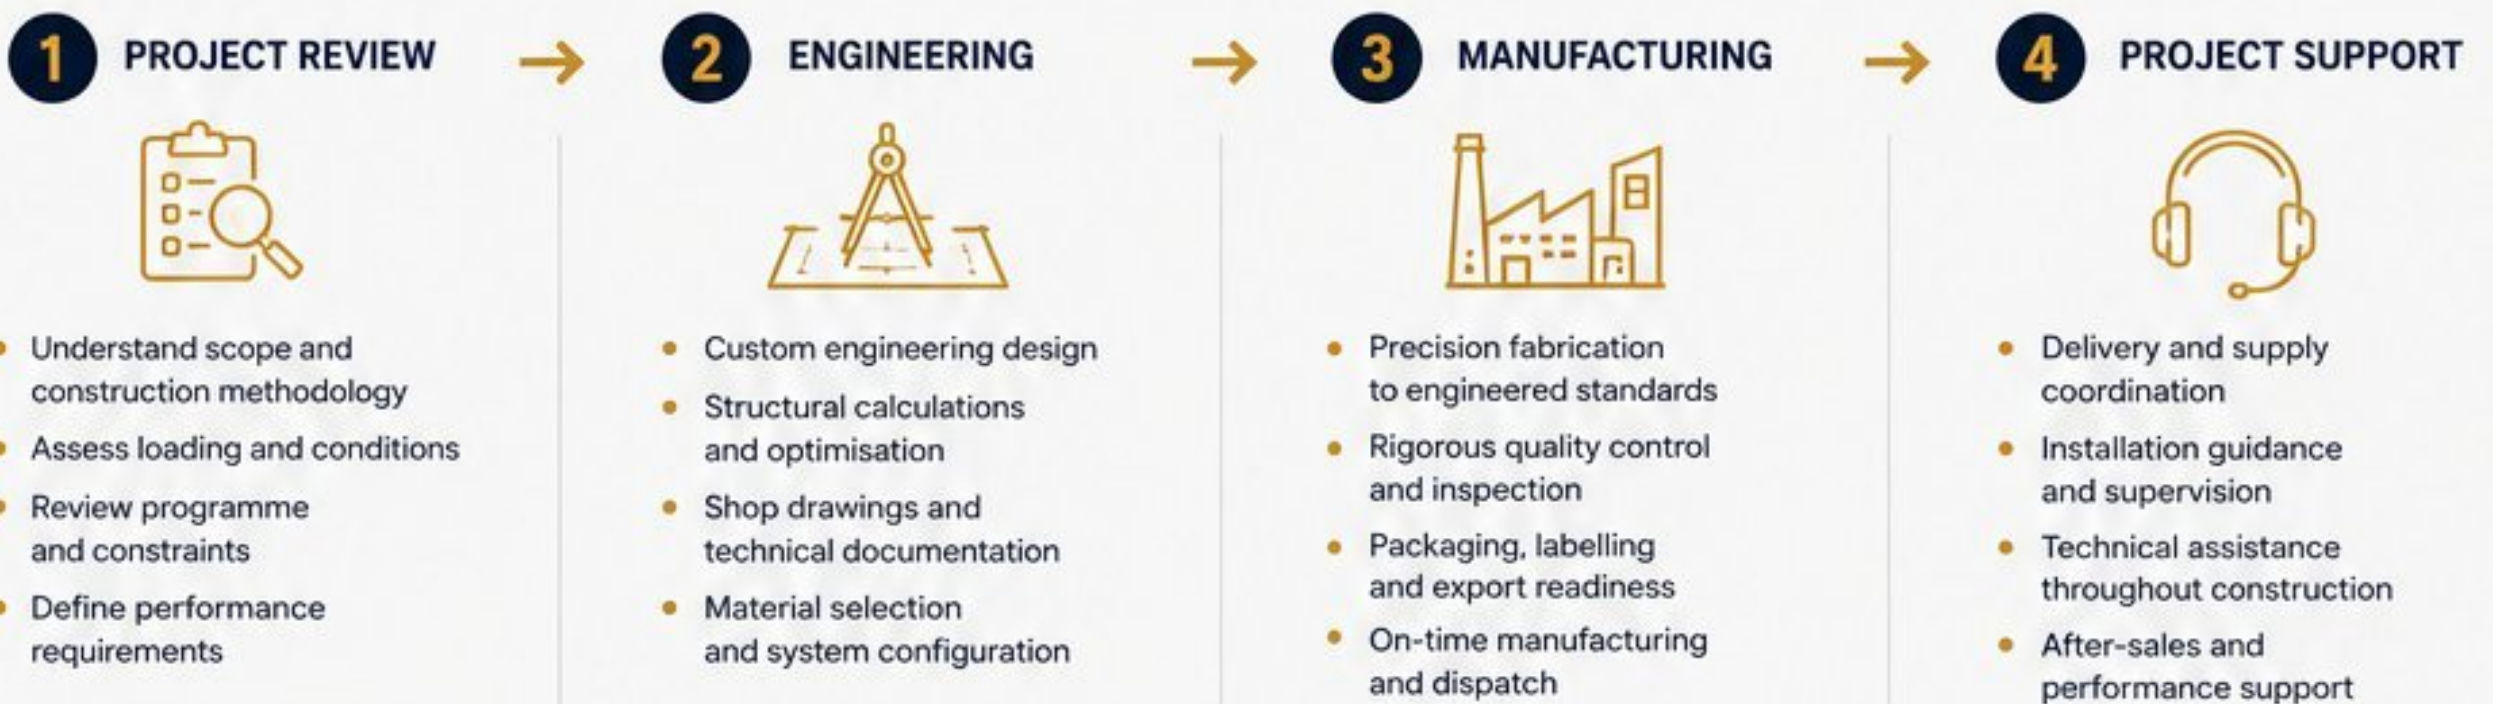 1 PROJECT REVIEW
Understand scope and
construction methodology
Assess loading and conditions
Review programme
and constraints
Define performance
requirements
2 ENGINEERING
Custom engineering design
Structural calculations
and optimisation
Shop drawings and
technical documentation
Material selection
and system configuration
3 MANUFACTURING
Precision fabrication
to engineered standards
Rigorous quality control
and inspection
Packaging, labelling
and export readiness
On-time manufacturing
and dispatch
4 PROJECT SUPPORT
Delivery and supply
coordination
Installation guidance
and supervision
Technical assistance
throughout construction
After-sales and
performance support